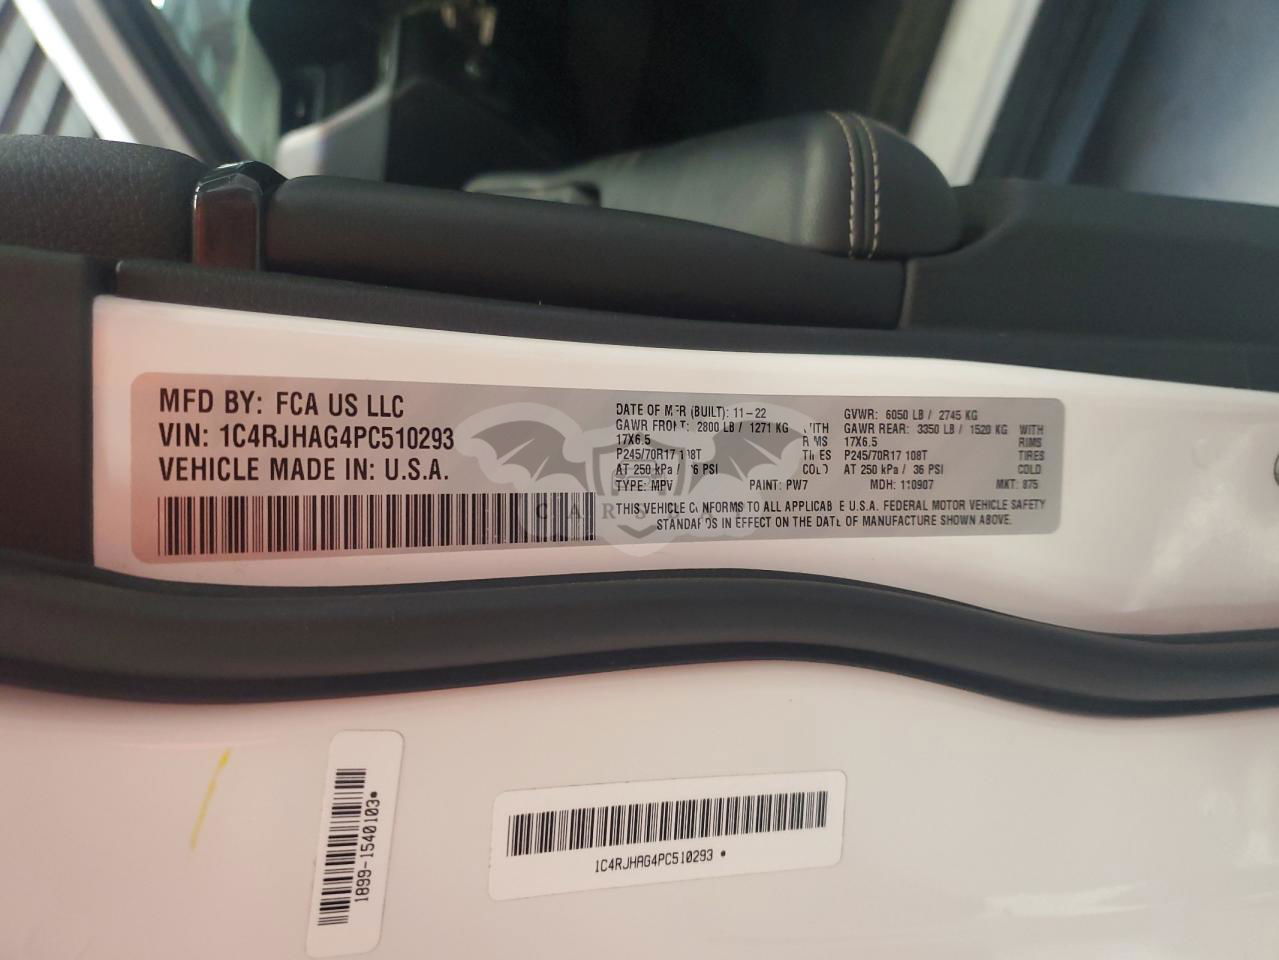 MFD BY: FCA US LLC
VIN: 1C4RJHAG4PC510293
VEHICLE MADE IN: U.S.A.
DATE OF MFR (BUILT): 11-22 GVWR: 6050 LB / 2745 KG
GAWR FRONT: 2800 LB / 1271 KG WITH GAWR REAR: 3350 LB / 1520 KG WITH
17X6.5 RIMS 17X6.5 RIMS
P245/70R17 108T TIRES P245/70R17 108T TIRES
AT 250 kPa / 36 PSI COLD AT 250 kPa / 36 PSI COLD
TYPE: MPV PAINT: PW7 MDH: 110907 MKT: 875
THIS VEHICLE CONFORMS TO ALL APPLICABLE U.S.A. FEDERAL MOTOR VEHICLE SAFETY
STANDARDS IN EFFECT ON THE DATE OF MANUFACTURE SHOWN ABOVE.
1899-1540103•
1C4RJHAG4PC510293 •